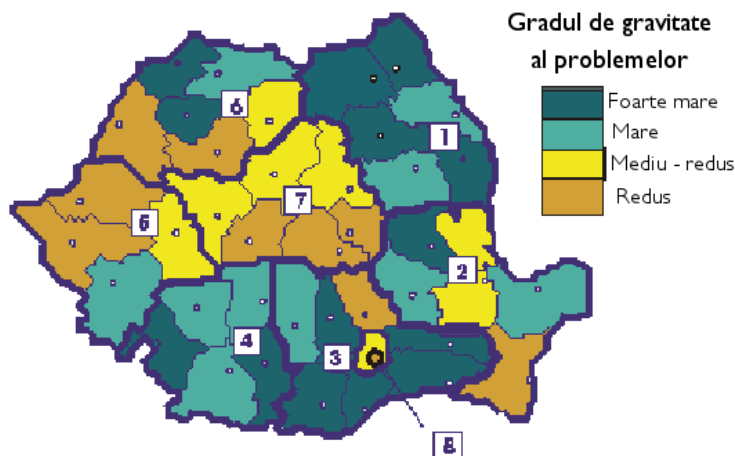 Gradul de gravitate
al problemelor
Foarte mare
Mare
Mediu - redus
Redus
6
1
7
5
2
4
3
8